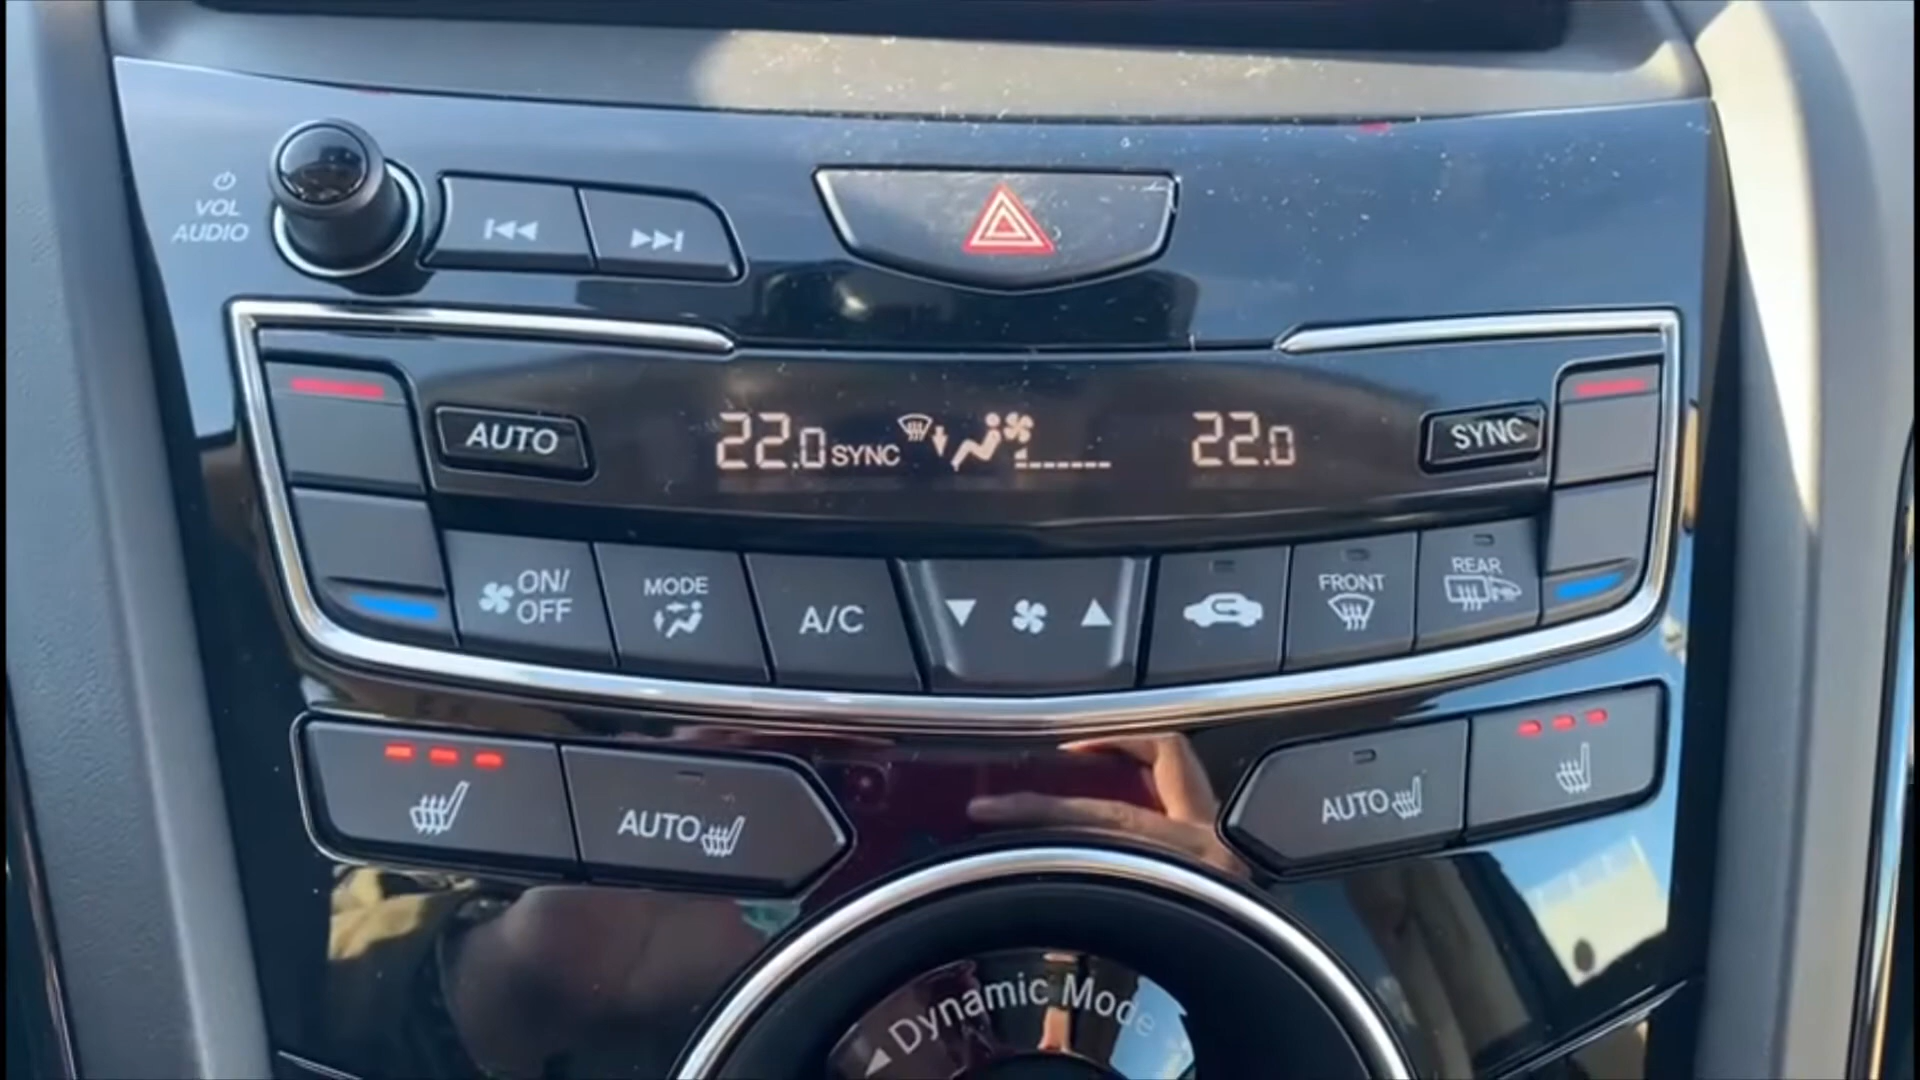 VOL
AUDIO
AUTO
22.0 SYNC
22.0
SYNC
ON/
OFF
MODE
A/C
FRONT
REAR
AUTO
AUTO
Dynamic Mode